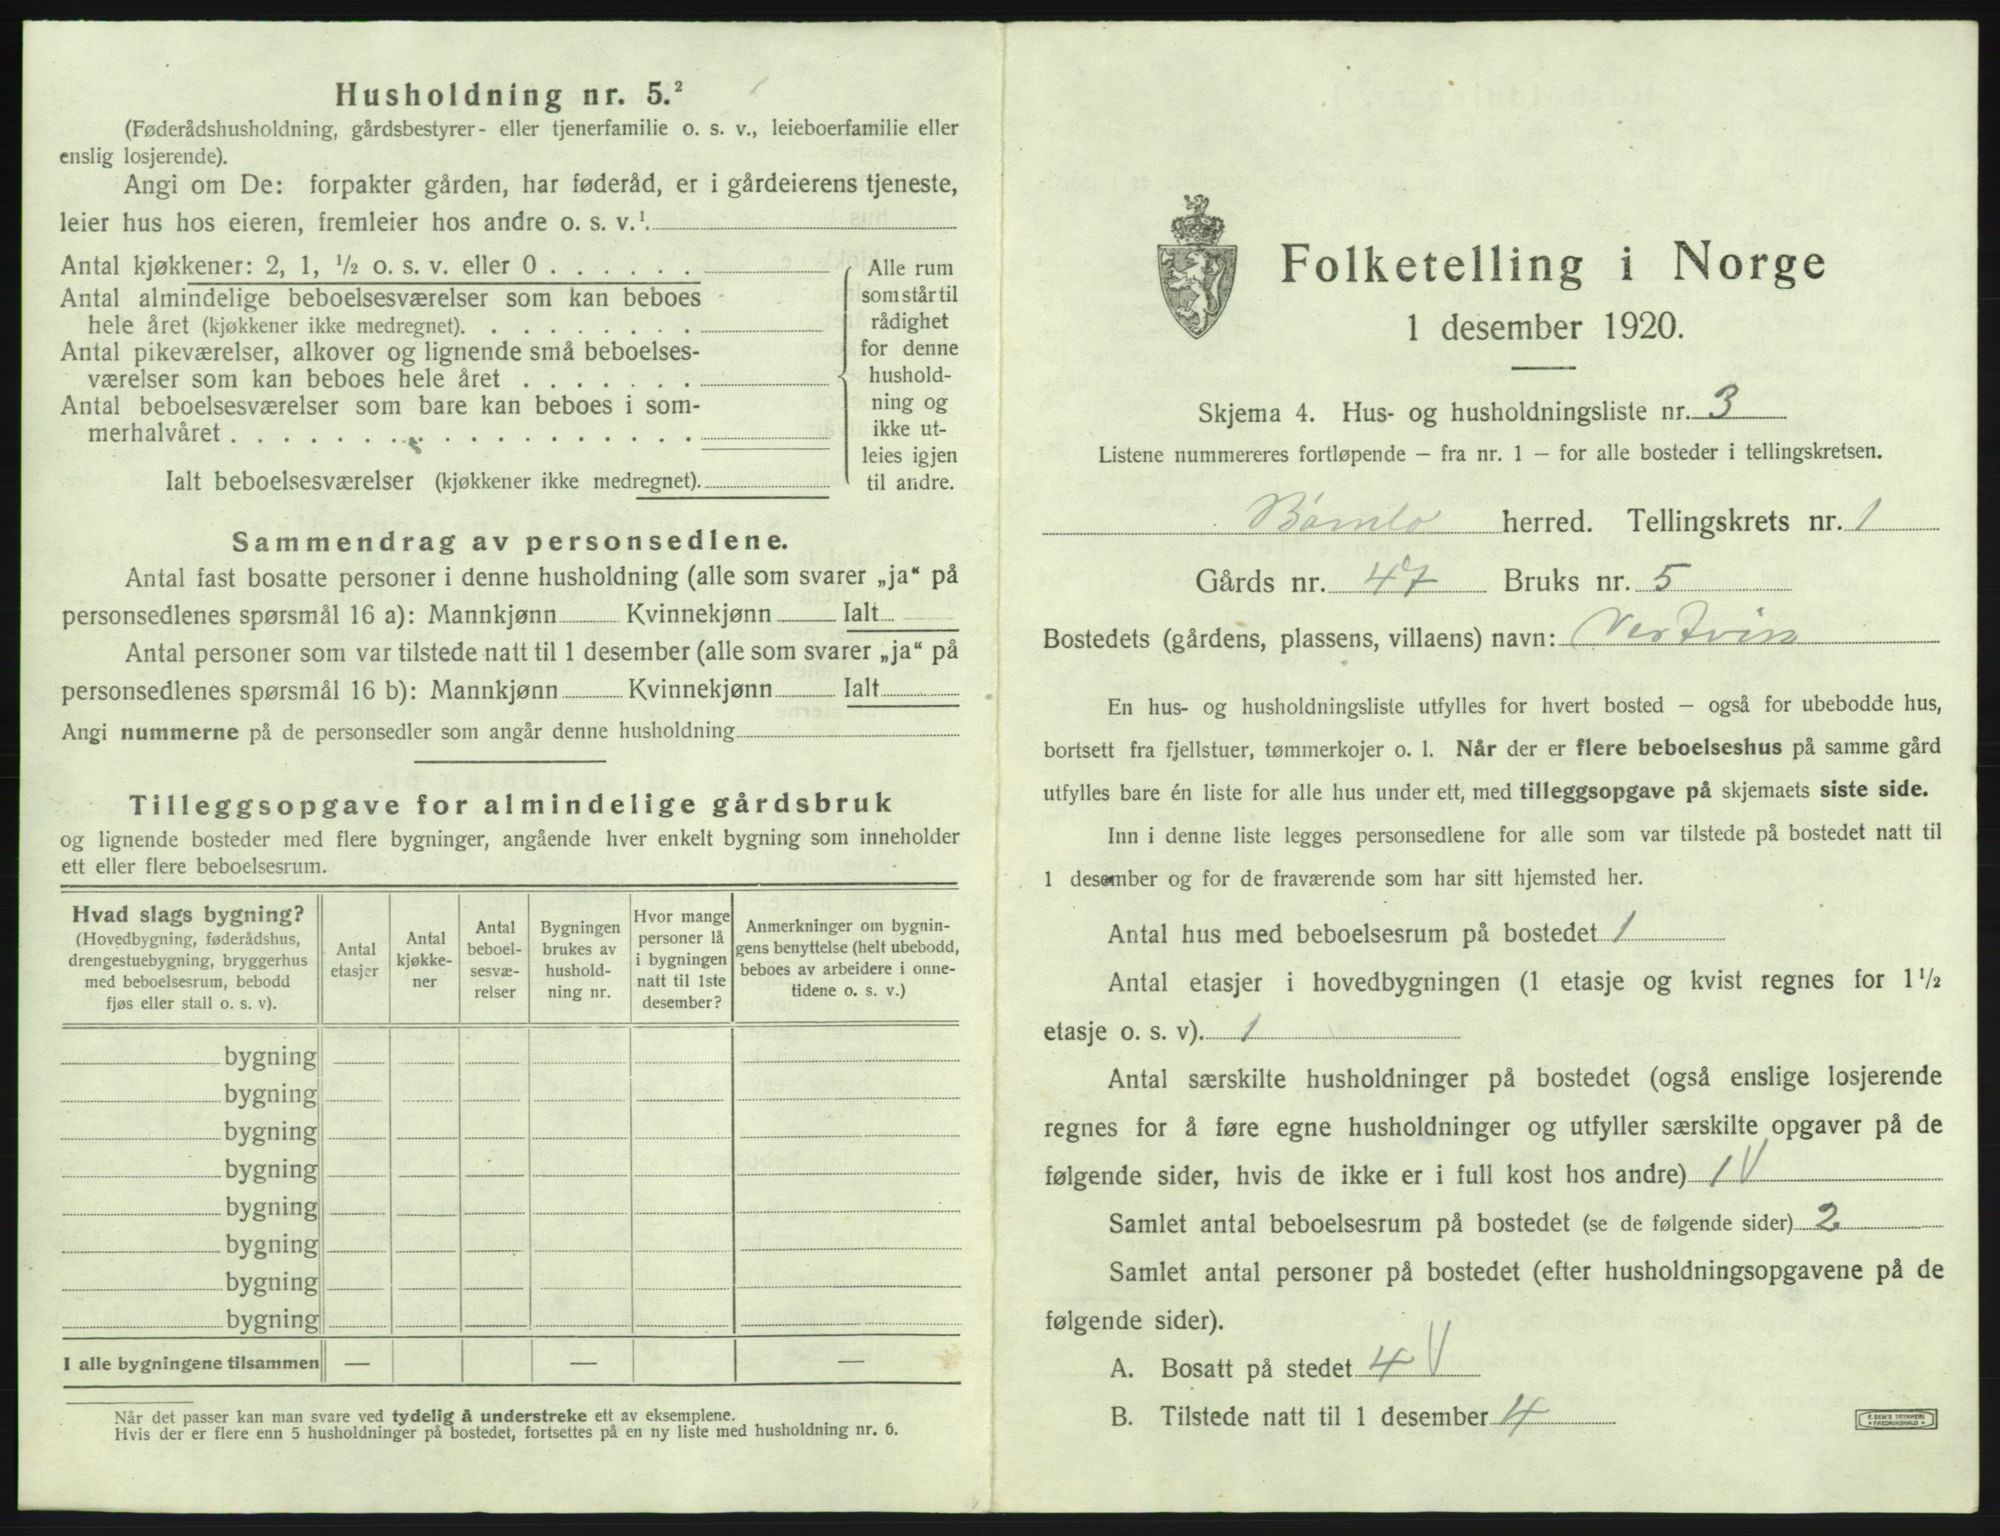 Husholdning nr. 5.²
(Føderådshusholdning, gårdsbestyrer- eller tjenerfamilie o. s. v., leieboerfamilie eller
enslig losjerende).
Angi om De: forpakter gården, har føderåd, er i gårdeierens tjeneste,
leier hus hos eieren, fremleier hos andre o. s. v.¹
Antal kjøkkener: 2, 1, ½ o. s. v. eller 0 . . . . . .
Antal almindelige beboelsesværelser som kan beboes
hele året (kjøkkener ikke medregnet). . . . . . . . .
Antal pikeværelser, alkover og lignende små beboelses-
værelser som kan beboes hele året . . . . . . .
Antal beboelsesværelser som bare kan beboes i som-
merhalvåret . . . . . . . . . . . . . . . . . .
Ialt beboelsesværelser (kjøkkener ikke medregnet).
Alle rum
som står til
rådighet
for denne
hushold-
ning og
ikke ut-
leies igjen
til andre.
Sammendrag av personsedlene.
Antal fast bosatte personer i denne husholdning (alle som svarer „ja“ på
personsedlenes spørsmål 16 a): Mannkjønn Kvinnekjønn Ialt
Antal personer som var tilstede natt til 1 desember (alle som svarer „ja“ på
personsedlenes spørsmål 16 b): Mannkjønn Kvinnekjønn Ialt
Angi nummerne på de personsedler som angår denne husholdning
Tilleggsopgave for almindelige gårdsbruk
og lignende bosteder med flere bygninger, angående hver enkelt bygning som inneholder
ett eller flere beboelsesrum.
Hvad slags bygning?
(Hovedbygning, føderådshus,
drengestuebygning, bryggerhus
med beboelsesrum, bebodd
fjøs eller stall o. s. v).
Antal
etasjer
Antal
kjøkke-
ner
Antal
beboel-
sesvæ-
relser
Bygningen
brukes av
hushold-
ning nr.
Hvor mange
personer lå
i bygningen
natt til 1ste
desember?
Anmerkninger om bygnin-
gens benyttelse (helt ubebodd,
beboes av arbeidere i onne-
tidene o. s. v.)
bygning
bygning
bygning
bygning
bygning
bygning
bygning
bygning
I alle bygningene tilsammen — — —
Når det passer kan man svare ved tydelig å understreke ett av eksemplene.
Hvis der er flere enn 5 husholdninger på bostedet, fortsettes på en ny liste med husholdning nr. 6.
Folketelling i Norge
1 desember 1920.
Skjema 4. Hus- og husholdningsliste nr. 3
Listene nummereres fortløpende – fra nr. 1 – for alle bosteder i tellingskretsen.
Bømlo herred. Tellingskrets nr. 1
Gårds nr. 47 Bruks nr. 5
Bostedets (gårdens, plassens, villaens) navn:
En hus- og husholdningsliste utfylles for hvert bosted – også for ubebodde hus,
bortsett fra fjellstuer, tømmerkojer o. l. Når der er flere beboelseshus på samme gård
utfylles bare én liste for alle hus under ett, med tilleggsopgave på skjemaets siste side.
Inn i denne liste legges personsedlene for alle som var tilstede på bostedet natt til
1 desember og for de fraværende som har sitt hjemsted her.
Antal hus med beboelsesrum på bostedet 1
Antal etasjer i hovedbygningen (1 etasje og kvist regnes for 1½
etasje o. s. v). 1
Antal særskilte husholdninger på bostedet (også enslige losjerende
regnes for å føre egne husholdninger og utfyller særskilte opgaver på de
følgende sider, hvis de ikke er i full kost hos andre) 1 V
Samlet antal beboelsesrum på bostedet (se de følgende sider) 2
Samlet antal personer på bostedet (efter husholdningsopgavene på de
følgende sider).
A. Bosatt på stedet 4 V
B. Tilstede natt til 1 desember 4
E. SEM'S TRYKKERI
FREDRIKSHALD